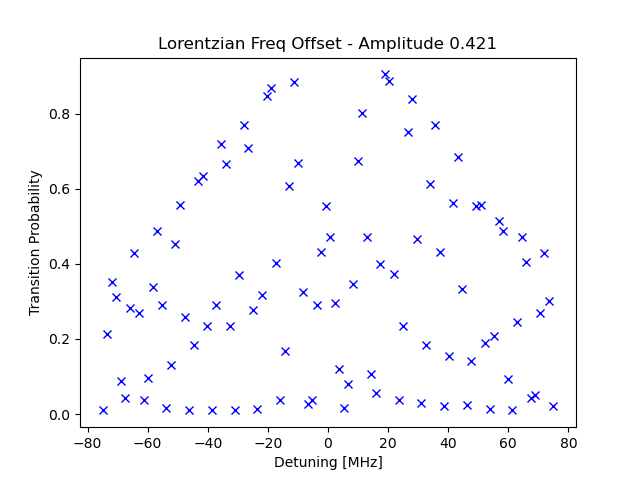 Lorentzian Freq Offset - Amplitude 0.421
Transition Probability
0.8
0.6
0.4
0.2
0.0
−80 −60 −40 −20 0 20 40 60 80
Detuning [MHz]